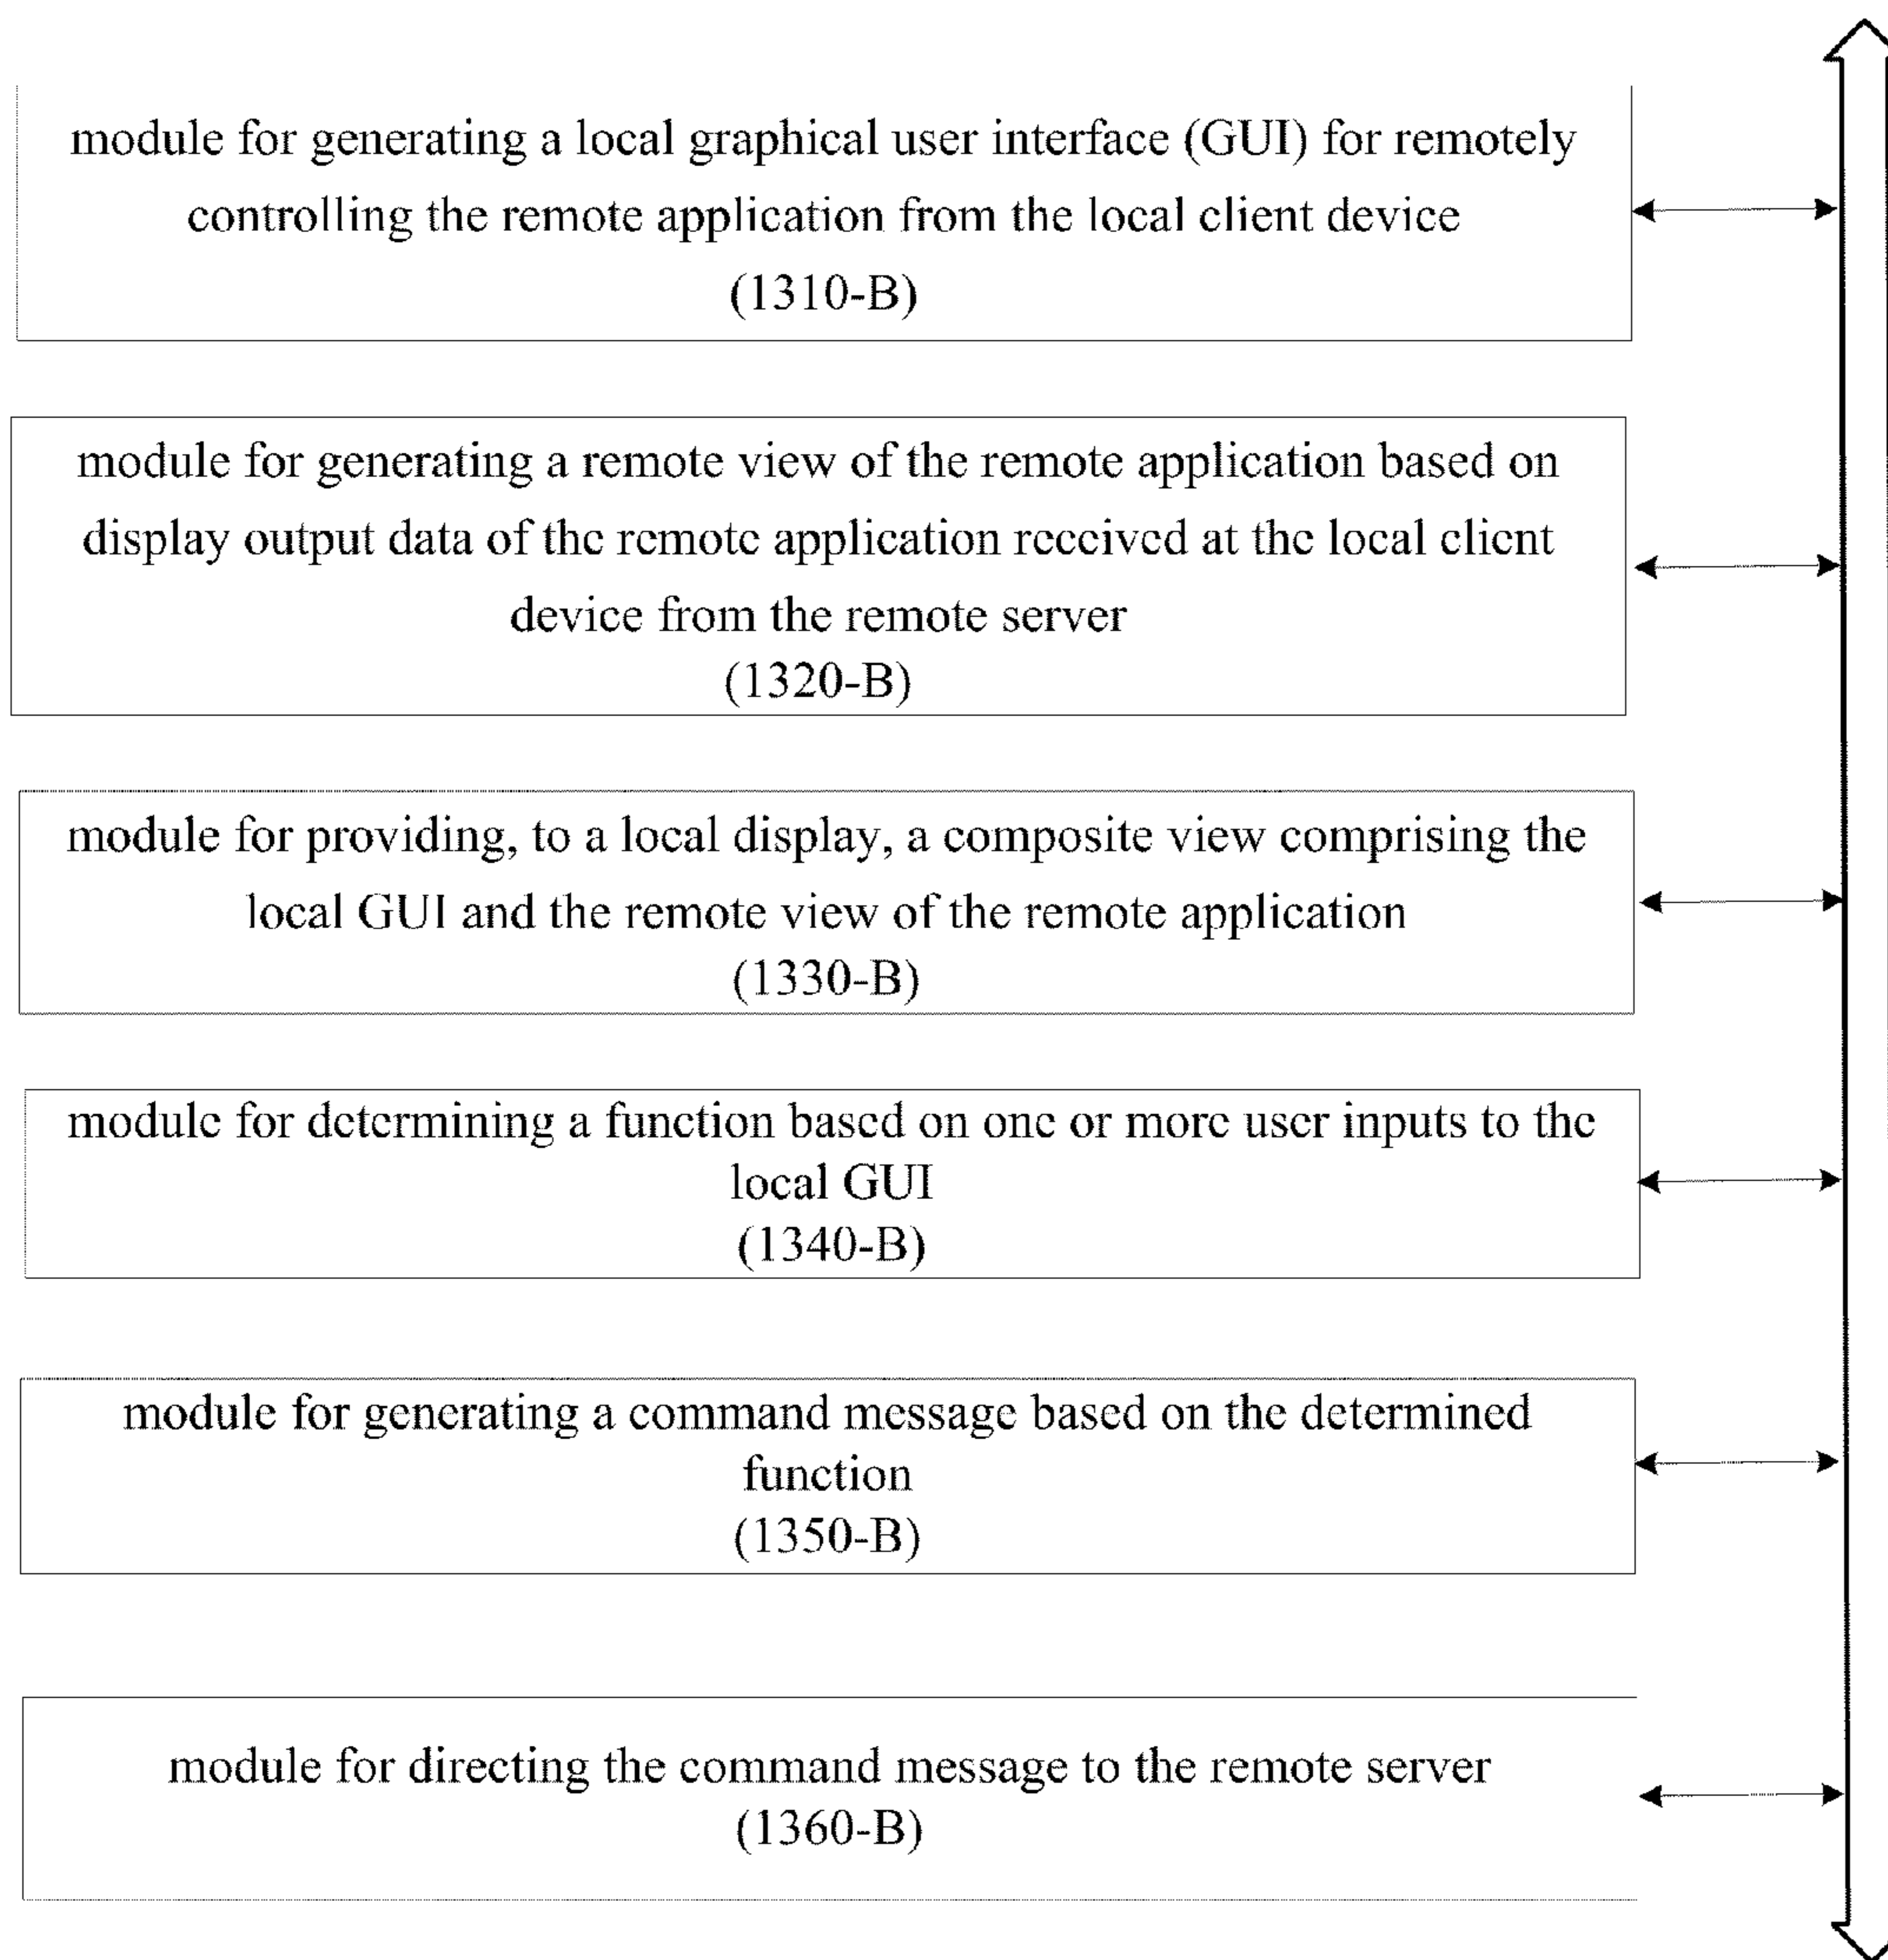 module for generating a local graphical user interface (GUI) for remotely
controlling the remote application from the local client device
(1310-B)
module for generating a remote view of the remote application based on
display output data of the remote application received at the local client
device from the remote server
(1320-B)
module for providing, to a local display, a composite view comprising the
local GUI and the remote view of the remote application
(1330-B)
module for determining a function based on one or more user inputs to the
local GUI
(1340-B)
module for generating a command message based on the determined
function
(1350-B)
module for directing the command message to the remote server
(1360-B)